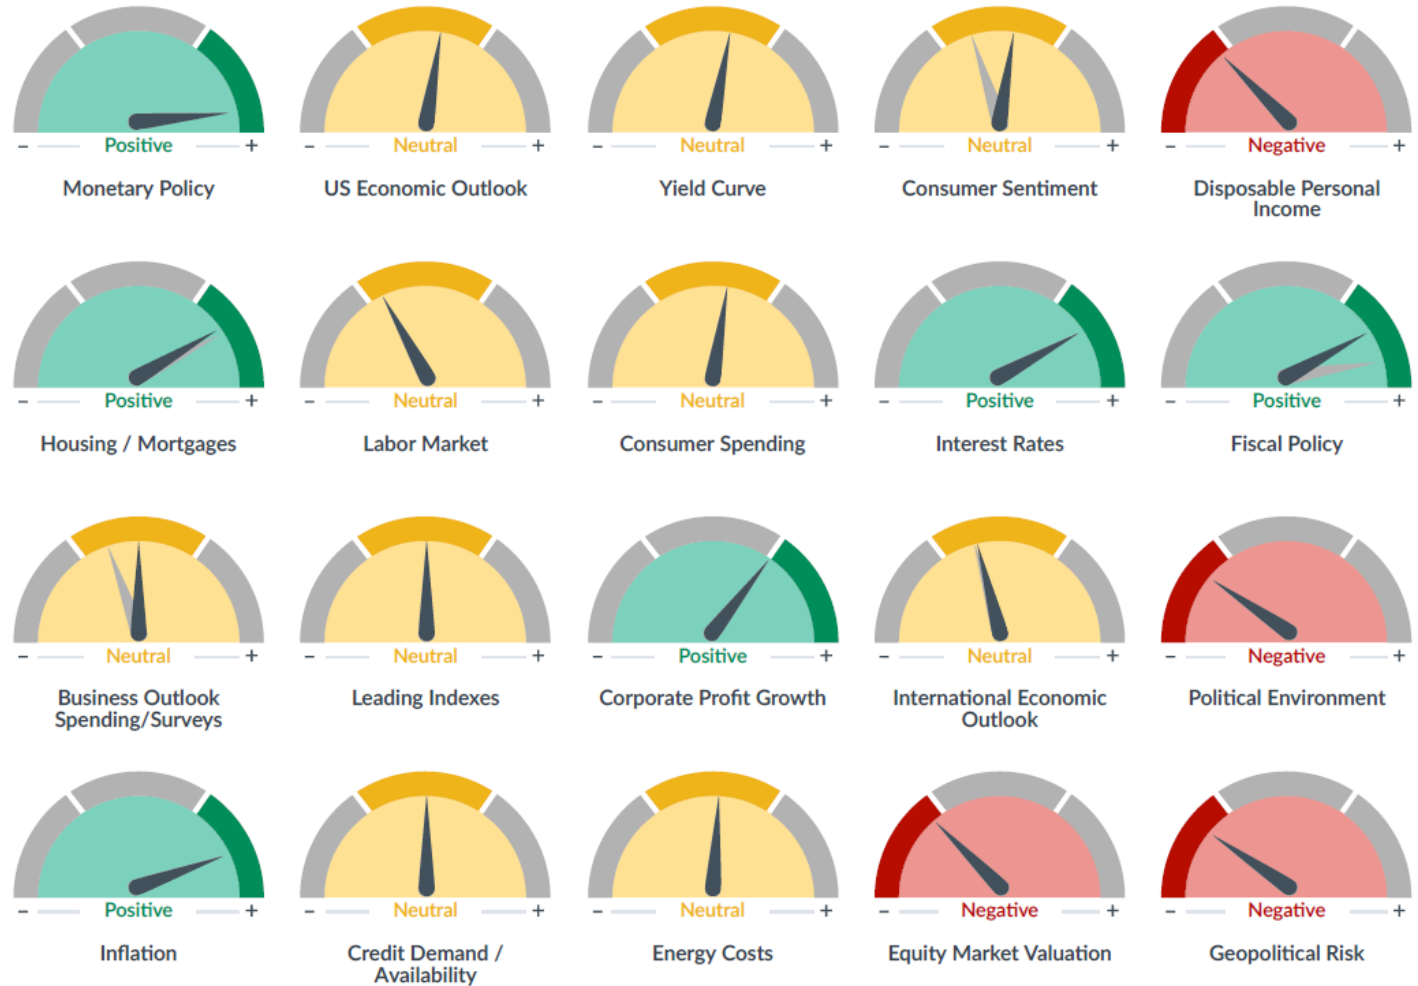 Positive
Neutral
Neutral
Neutral
Negative
– +
– +
– +
– +
– +
Monetary Policy
US Economic Outlook
Yield Curve
Consumer Sentiment
Disposable Personal
Income
Positive
Neutral
Neutral
Positive
Positive
– +
– +
– +
– +
– +
Housing / Mortgages
Labor Market
Consumer Spending
Interest Rates
Fiscal Policy
Neutral
Neutral
Positive
Neutral
Negative
– +
– +
– +
– +
– +
Business Outlook
Spending/Surveys
Leading Indexes
Corporate Profit Growth
International Economic
Outlook
Political Environment
Positive
Neutral
Neutral
Negative
Negative
– +
– +
– +
– +
– +
Inflation
Credit Demand /
Availability
Energy Costs
Equity Market Valuation
Geopolitical Risk